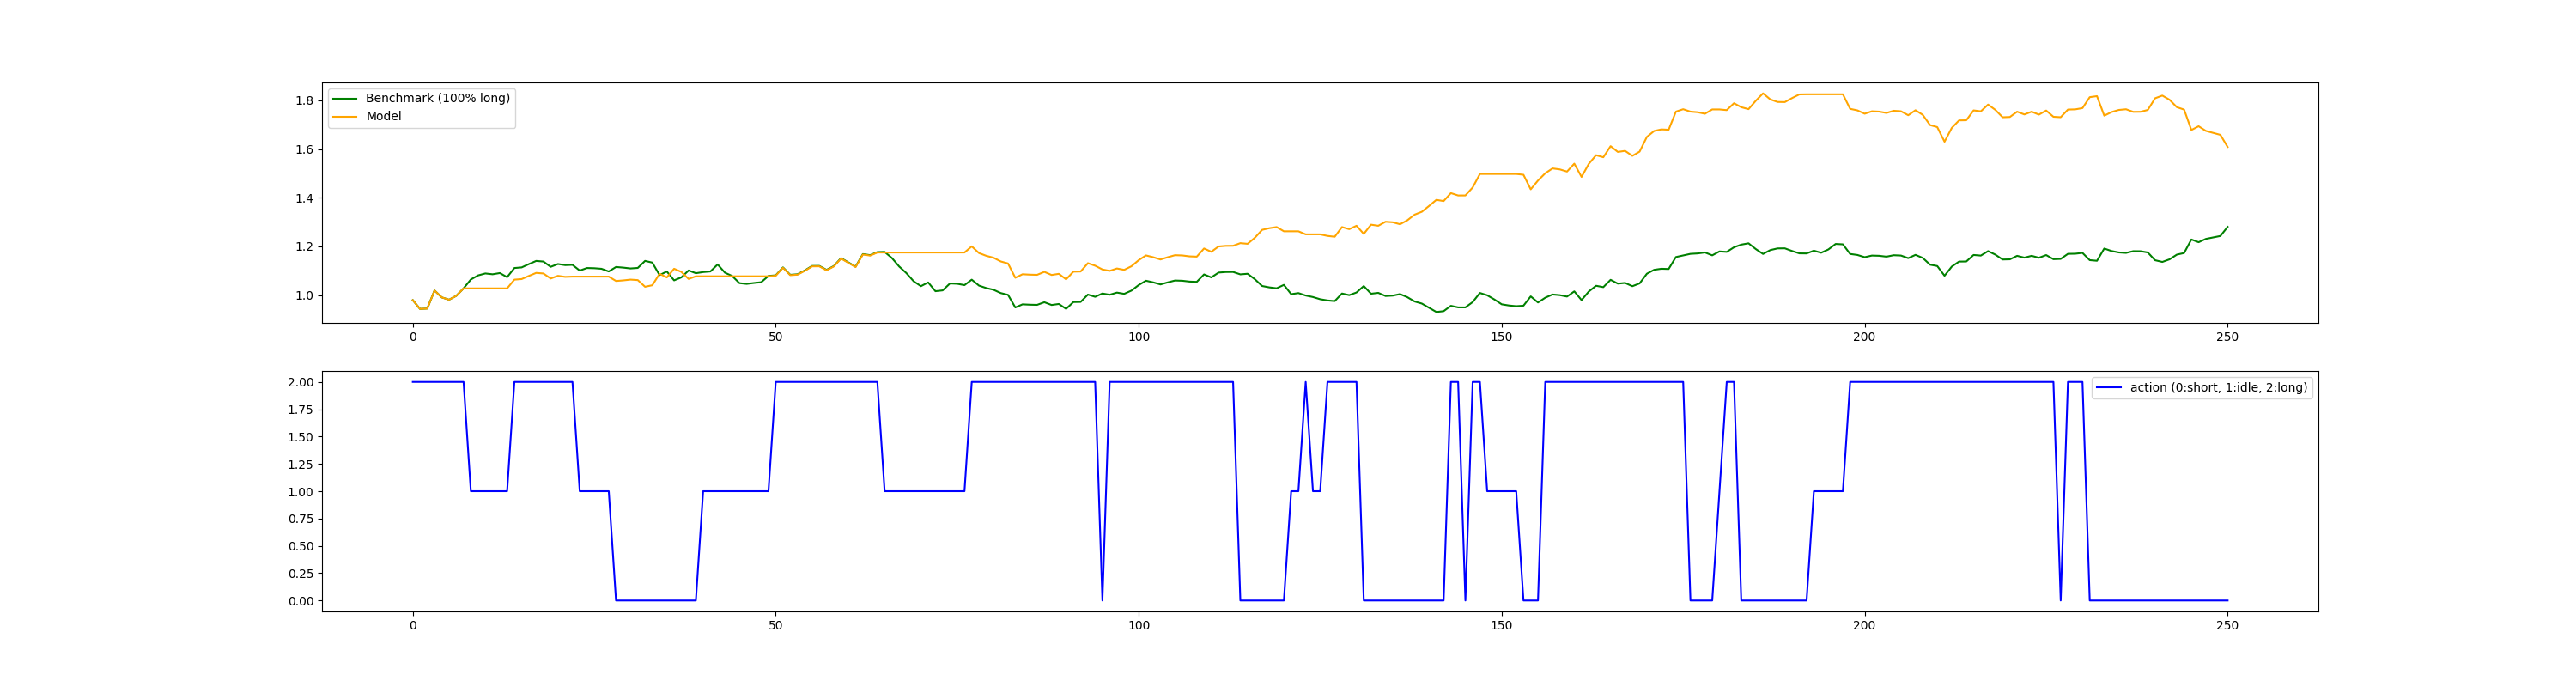 1.8
1.6
1.4
1.2
1.0
Benchmark (100% long)
Model
0 50 100 150 200 250
2.00
1.75
1.50
1.25
1.00
0.75
0.50
0.25
0.00
action (0:short, 1:idle, 2:long)
0 50 100 150 200 250